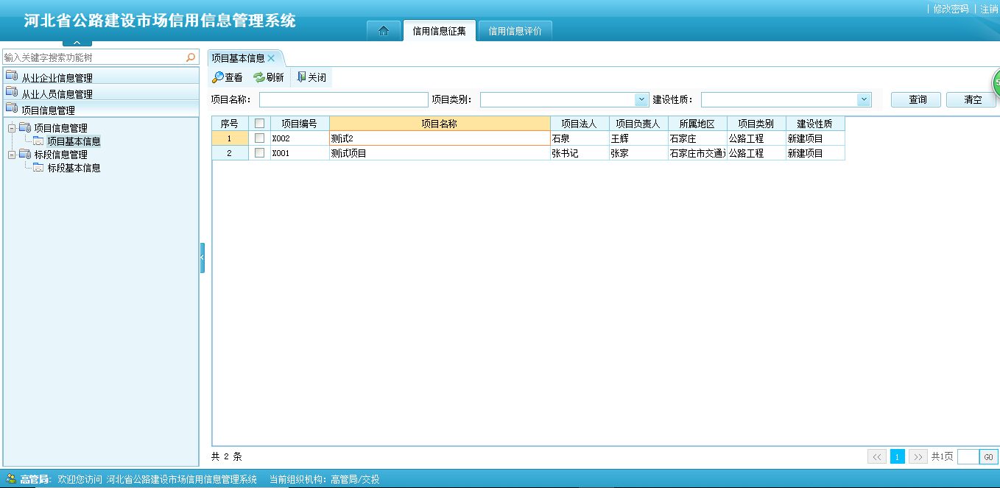 | 修改密码 | 注销
河北省公路建设市场信用信息管理系统
信用信息征集 信用信息评价
输入关键字搜索功能树
从业企业信息管理
从业人员信息管理
项目信息管理
项目信息管理
项目基本信息
标段信息管理
标段基本信息
项目基本信息
查看 刷新 关闭
项目名称: 项目类别: 建设性质: 查询 清空
序号 项目编号 项目名称 项目法人 项目负责人 所属地区 项目类别 建设性质
1 X002 测试2 石泉 王辉 石家庄 公路工程 新建项目
2 X001 测试项目 张书记 张家 石家庄市交通 公路工程 新建项目
共 2 条
<< 1 >> 共1页 GO
高管局: 欢迎您访问 河北省公路建设市场信用信息管理系统 当前组织机构: 高管局/交投